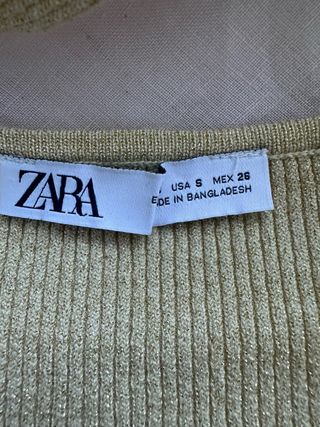 ZARA
USA S MEX 26
DE IN BANGLADESH